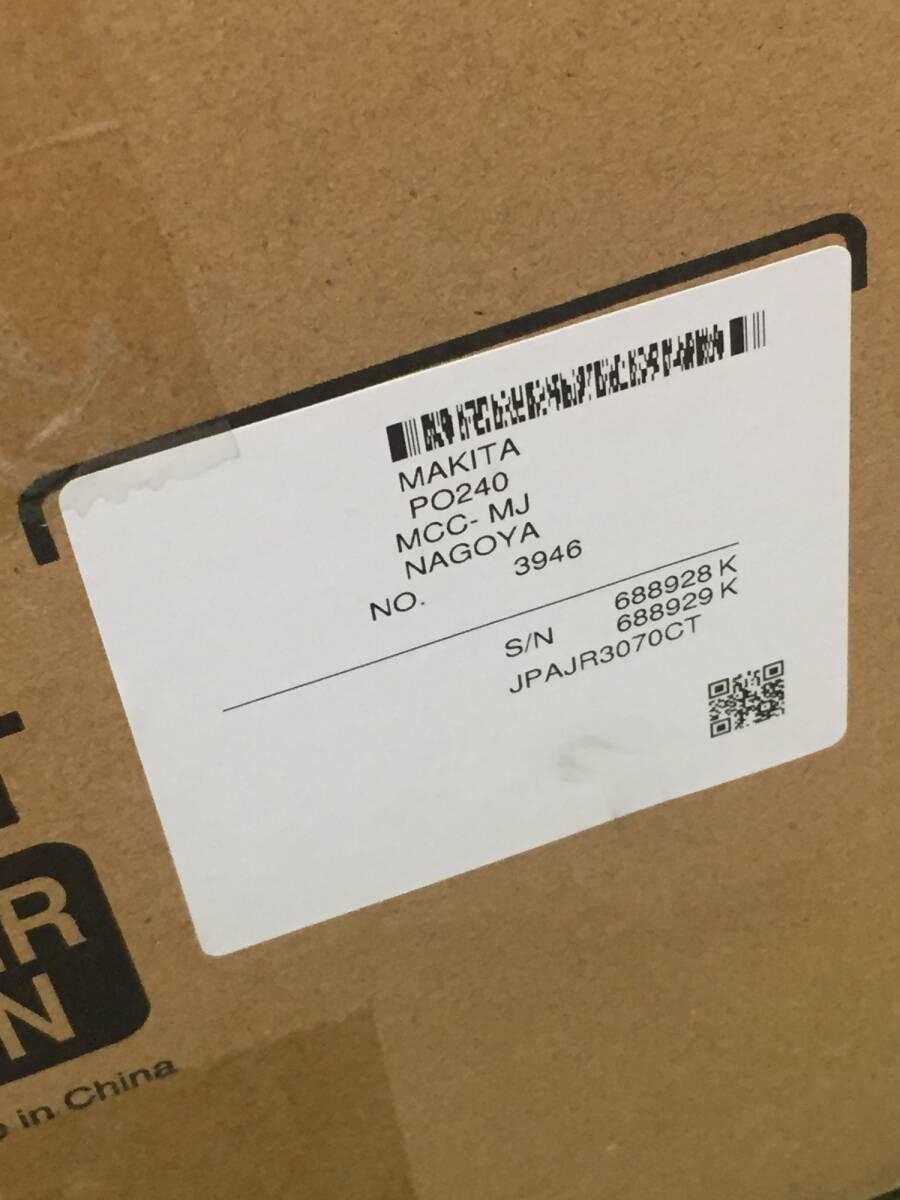 MAKITA
PO240
MCC- MJ
NAGOYA
NO. 3946
S/N 688928 K
688929 K
JPAJR3070CT
R
N
in China